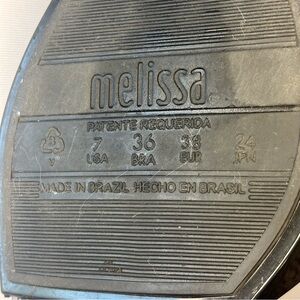 melissa
PATENTE REQUERIDA
7 36 38 24
V USA BRA EUR JPN
MADE IN BRAZIL HECHO EN BRASIL